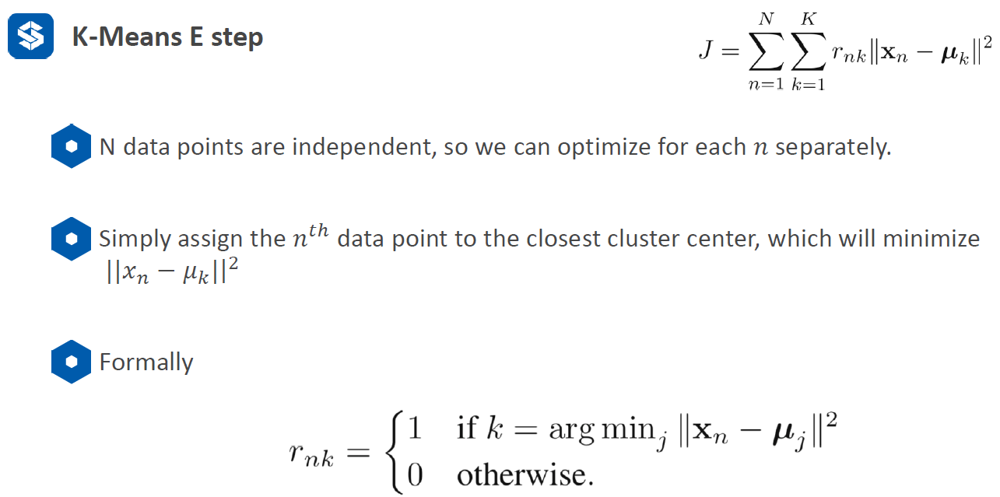 K-Means E step
J = \sum_{n=1}^{N} \sum_{k=1}^{K} r_{nk} \|\mathbf{x}_n - \boldsymbol{\mu}_k\|^2
N data points are independent, so we can optimize for each n separately.
Simply assign the n^{th} data point to the closest cluster center, which will minimize
||x_n − μ_k||^2
Formally
r_{nk} = \begin{cases} 1 & \text{if } k = \arg\min_j \|\mathbf{x}_n - \boldsymbol{\mu}_j\|^2 \\ 0 & \text{otherwise.} \end{cases}